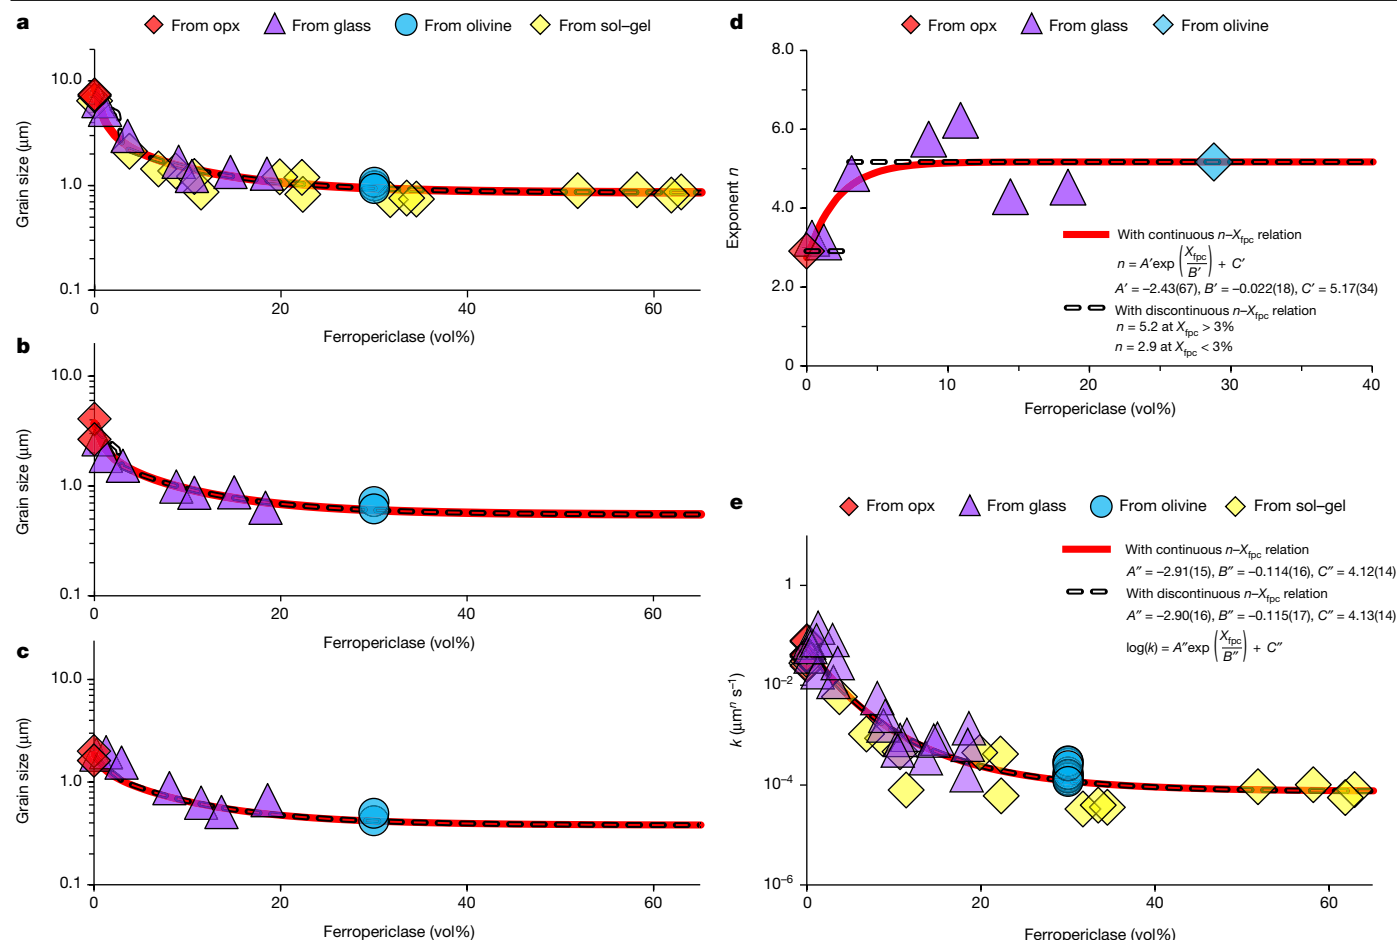 a
From opx From glass From olivine From sol–gel
10.0
1.0
0.1
0 20 40 60
Grain size (μm)
Ferropericlase (vol%)
b
10.0
1.0
0.1
0 20 40 60
Grain size (μm)
Ferropericlase (vol%)
c
10.0
1.0
0.1
0 20 40 60
Grain size (μm)
Ferropericlase (vol%)
d
From opx From glass From olivine
8.0
6.0
4.0
2.0
0
0 10 20 30 40
Exponent n
Ferropericlase (vol%)
With continuous n–Xfpc relation
n = A′exp (Xfpc/B′) + C′
A′ = –2.43(67), B′ = –0.022(18), C′ = 5.17(34)
With discontinuous n–Xfpc relation
n = 5.2 at Xfpc > 3%
n = 2.9 at Xfpc < 3%
e
From opx From glass From olivine From sol–gel
With continuous n–Xfpc relation
A″ = –2.91(15), B″ = –0.114(16), C″ = 4.12(14)
With discontinuous n–Xfpc relation
A″ = –2.90(16), B″ = –0.115(17), C″ = 4.13(14)
log(k) = A″exp (Xfpc/B″) + C″
1
10–2
10–4
10–6
0 20 40 60
k (μmⁿ s–1)
Ferropericlase (vol%)